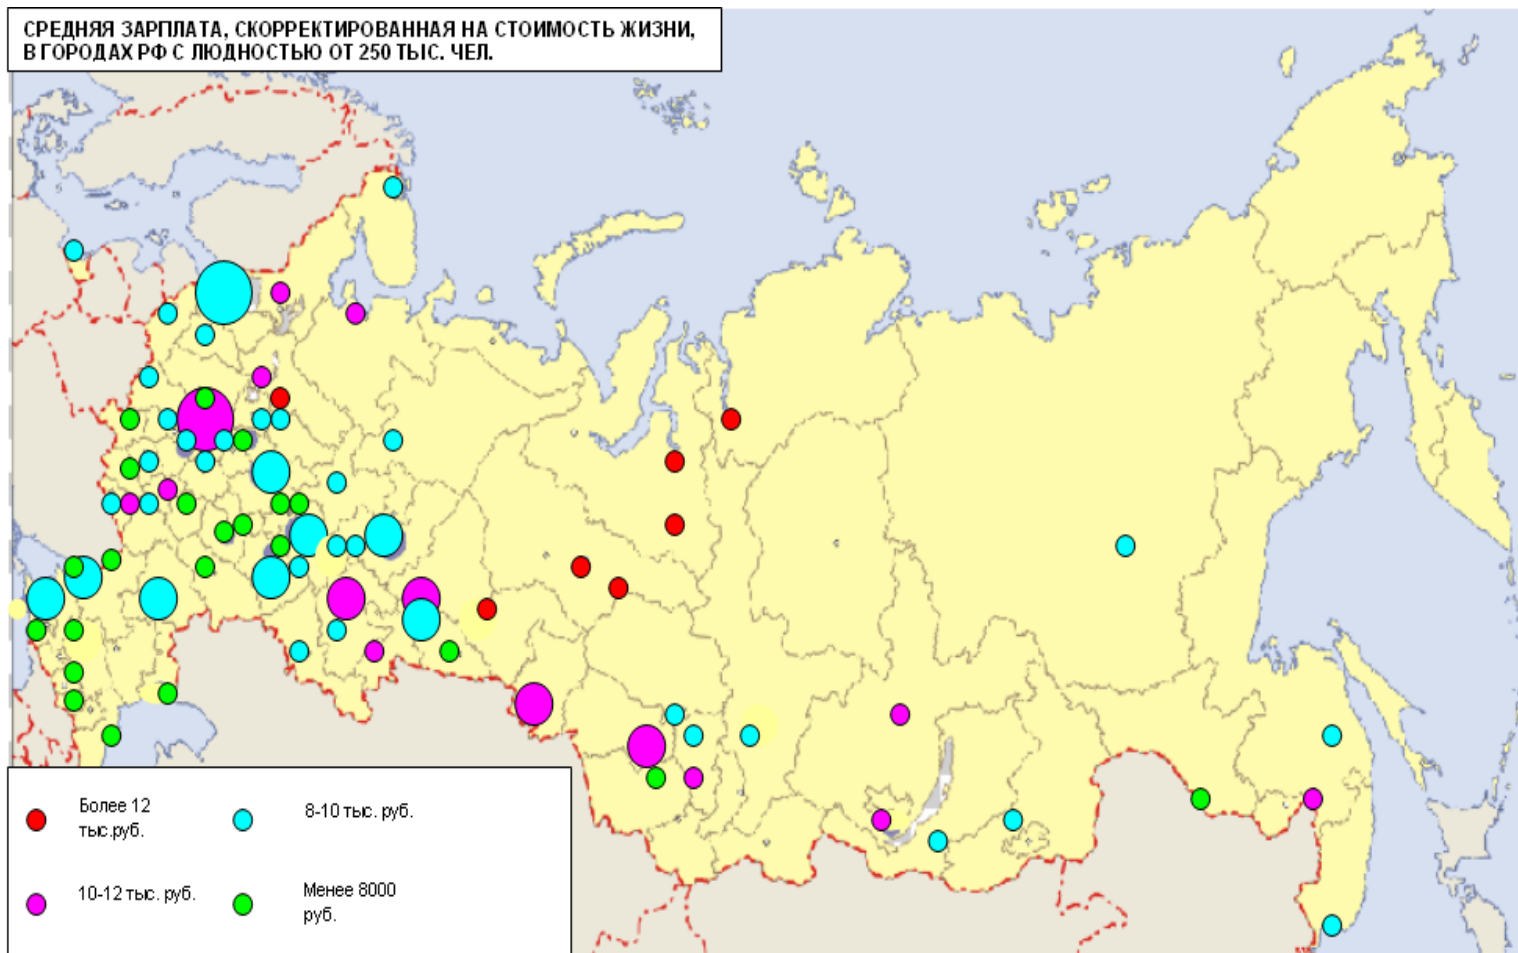 СРЕДНЯЯ ЗАРПЛАТА, СКОРРЕКТИРОВАННАЯ НА СТОИМОСТЬ ЖИЗНИ,
В ГОРОДАХ РФ С ЛЮДНОСТЬЮ ОТ 250 ТЫС. ЧЕЛ.
Более 12
тыс.руб.
8-10 тыс. руб.
10-12 тыс. руб.
Менее 8000
руб.